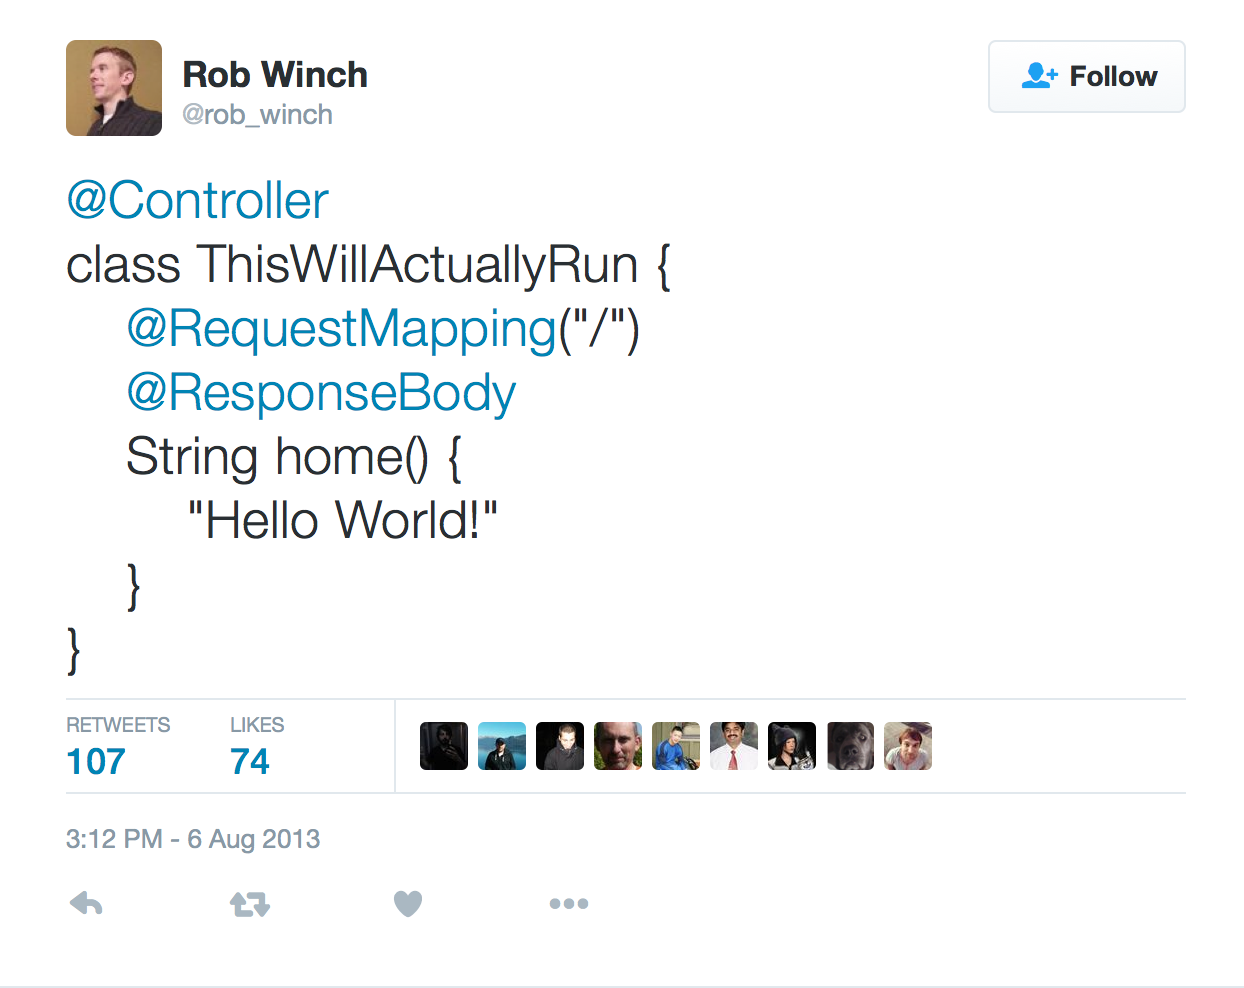 Rob Winch
@rob_winch
Follow
@Controller
class ThisWillActuallyRun {
@RequestMapping("/")
@ResponseBody
String home() {
"Hello World!"
}
}
RETWEETS
LIKES
107
74
3:12 PM - 6 Aug 2013